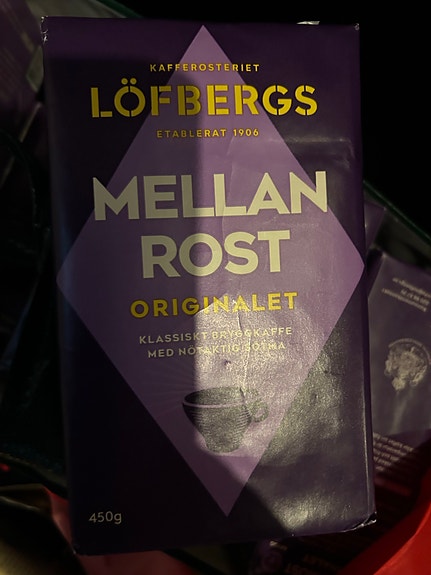 KAFFEROSTERIET
LÖFBERGS
ETABLERAT 1906
MELLAN
ROST
ORIGINALET
KLASSISKT BRYGGKAFFE
MED NÖTAKTIG SÖTMA
450g